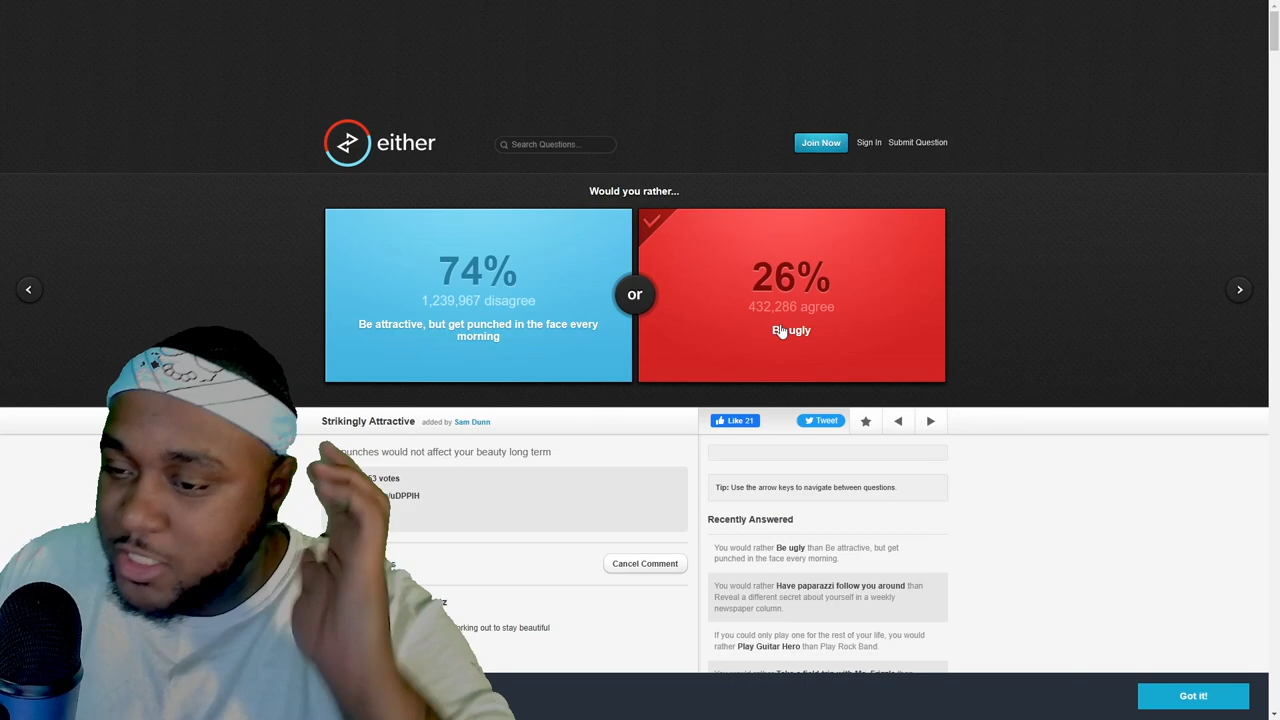 either
Search Questions...
Join Now
Sign In
Submit Question
Would you rather...
74%
1,239,967 disagree
Be attractive, but get punched in the face every
morning
or
26%
432,286 agree
Be ugly
Strikingly Attractive
added by Sam Dunn
Like 21
Tweet
punches would not affect your beauty long term
votes
/uDPPIH
Cancel Comment
orking out to stay beautiful
Tip: Use the arrow keys to navigate between questions.
Recently Answered
You would rather Be ugly than Be attractive, but get
punched in the face every morning.
You would rather Have paparazzi follow you around than
Reveal a different secret about yourself in a weekly
newspaper column.
If you could only play one for the rest of your life, you would
rather Play Guitar Hero than Play Rock Band.
Got it!